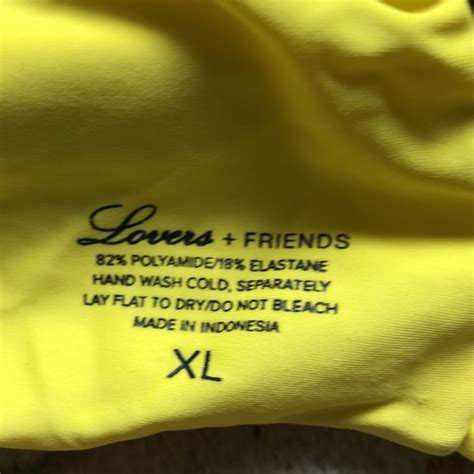 Lovers + FRIENDS
82% POLYAMIDE/18% ELASTANE
HAND WASH COLD, SEPARATELY
LAY FLAT TO DRY/DO NOT BLEACH
MADE IN INDONESIA
XL